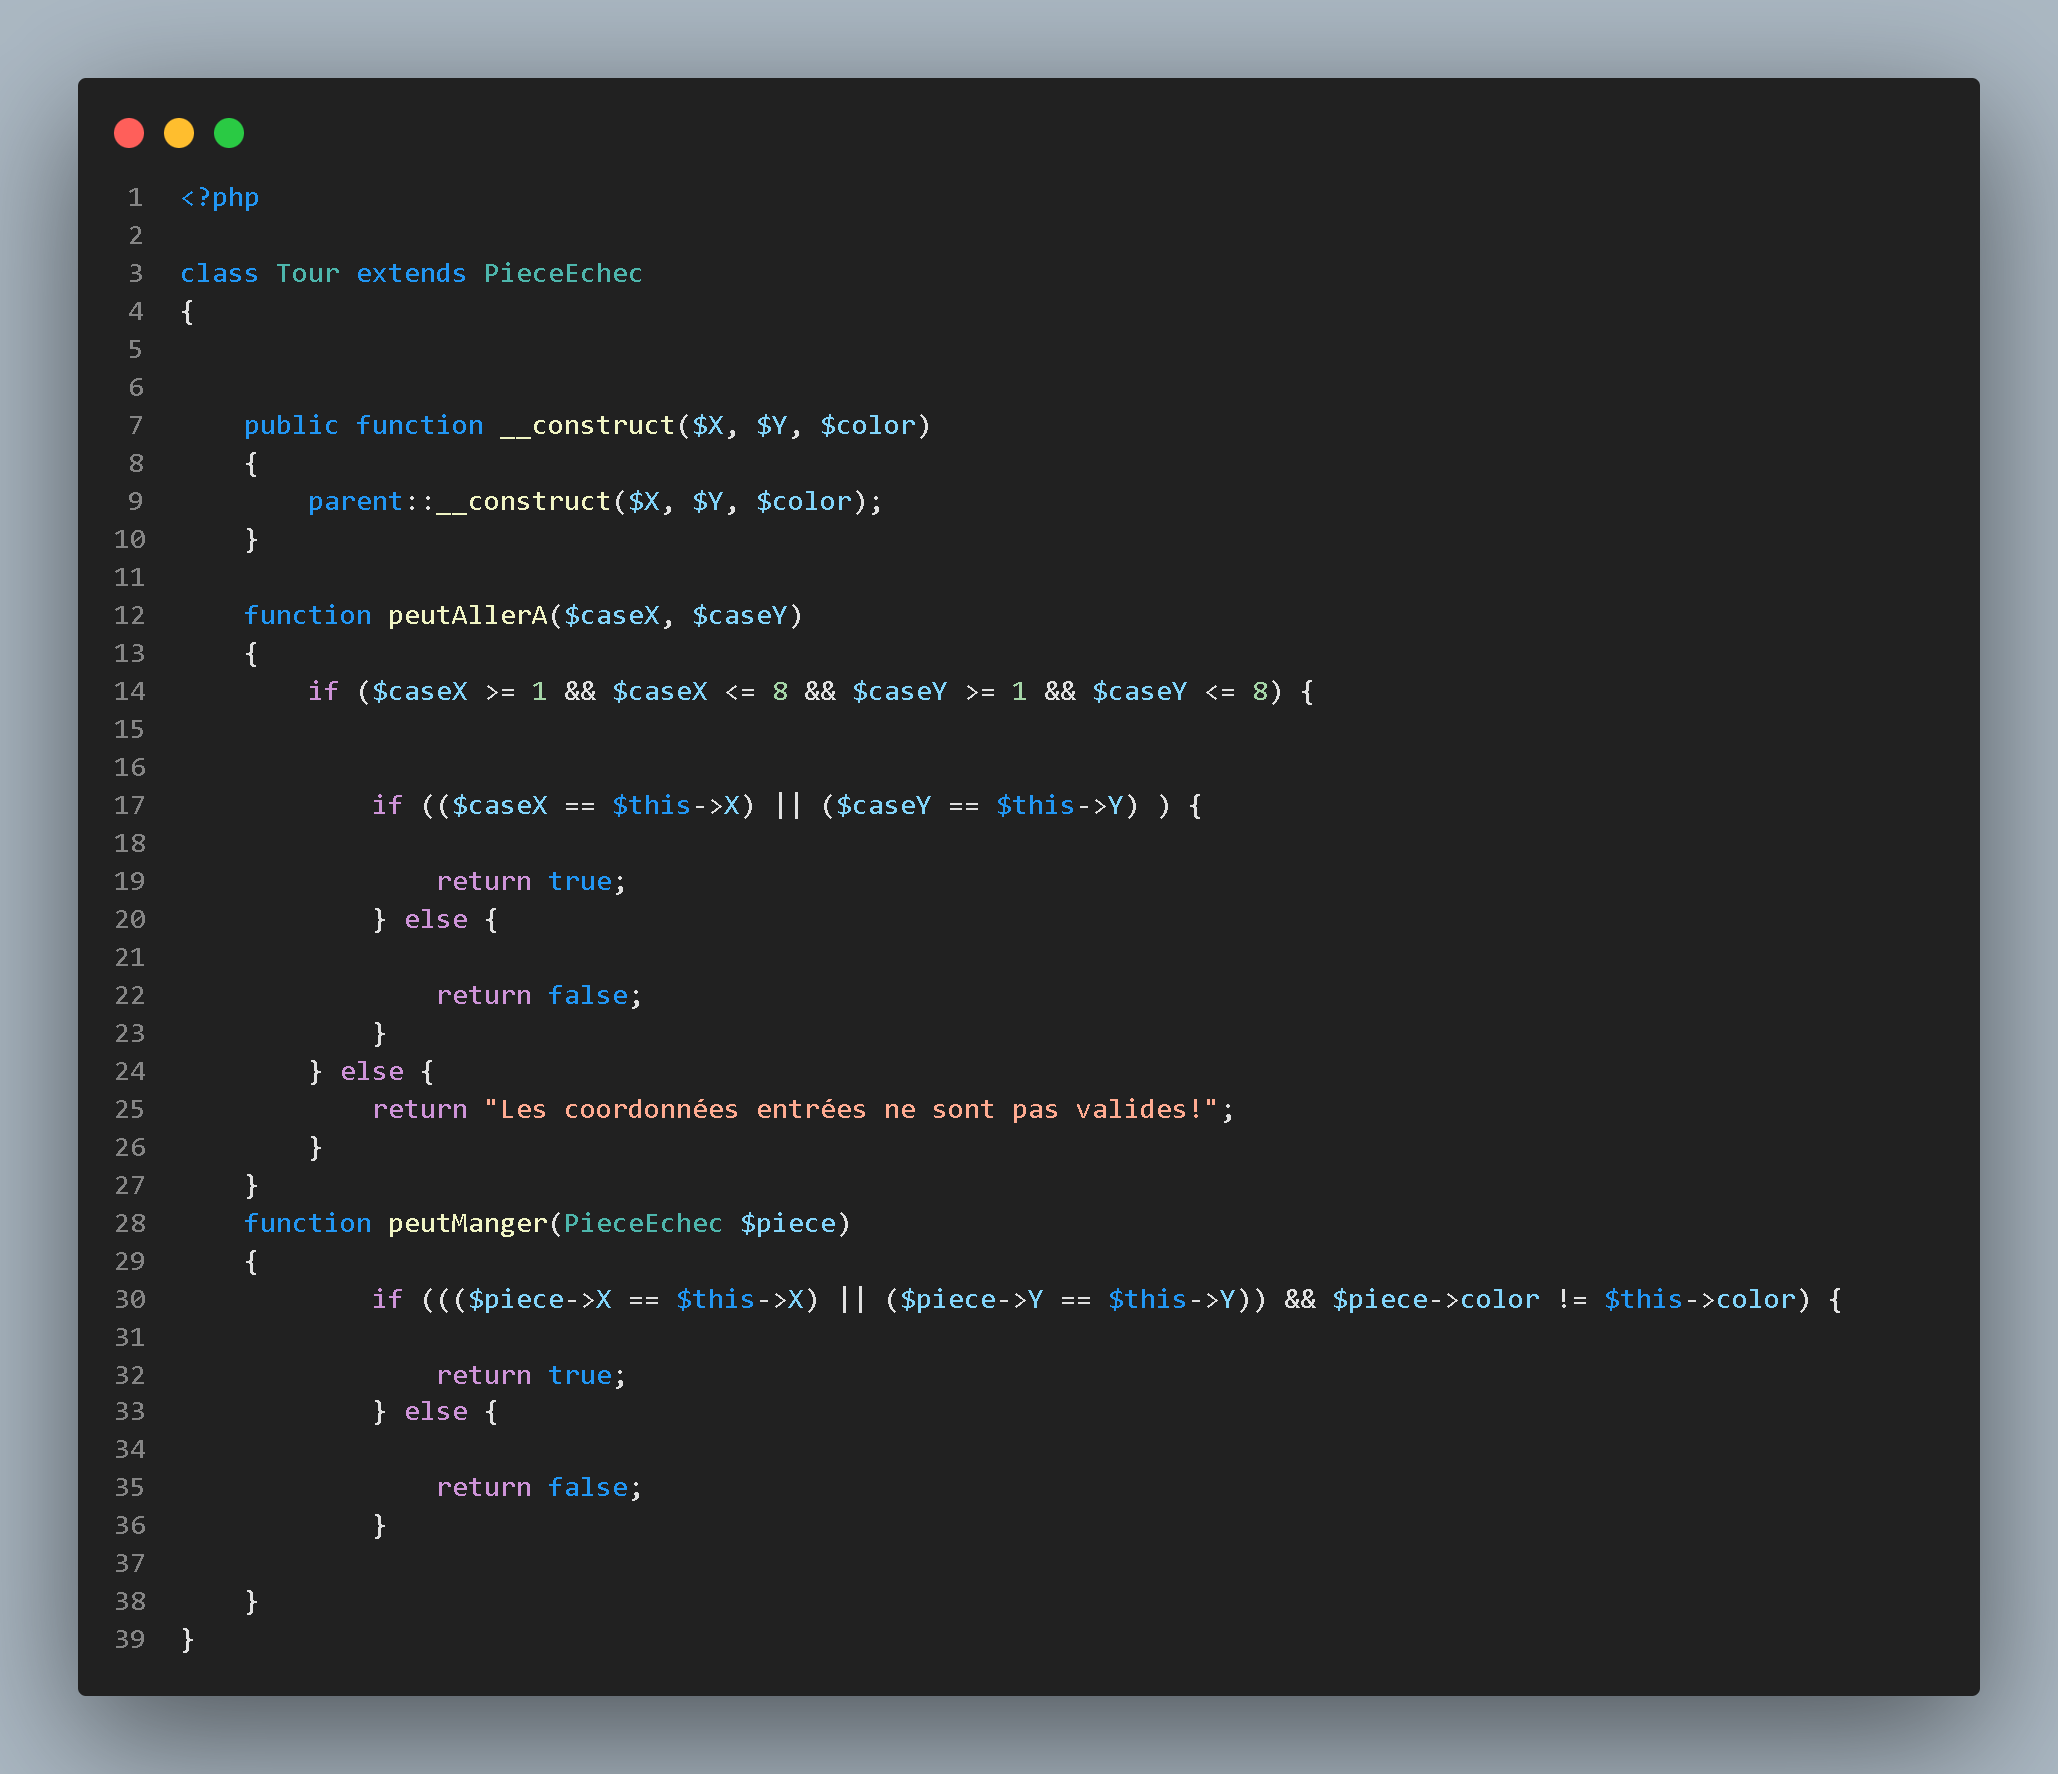 1 <?php
2
3 class Tour extends PieceEchec
4 {
5
6
7     public function __construct($X, $Y, $color)
8     {
9         parent::__construct($X, $Y, $color);
10     }
11
12     function peutAllerA($caseX, $caseY)
13     {
14         if ($caseX >= 1 && $caseX <= 8 && $caseY >= 1 && $caseY <= 8) {
15
16
17             if (($caseX == $this->X) || ($caseY == $this->Y) ) {
18
19                 return true;
20             } else {
21
22                 return false;
23             }
24         } else {
25             return "Les coordonnées entrées ne sont pas valides!";
26         }
27     }
28     function peutManger(PieceEchec $piece)
29     {
30             if ((($piece->X == $this->X) || ($piece->Y == $this->Y)) && $piece->color != $this->color) {
31
32                 return true;
33             } else {
34
35                 return false;
36             }
37
38     }
39 }